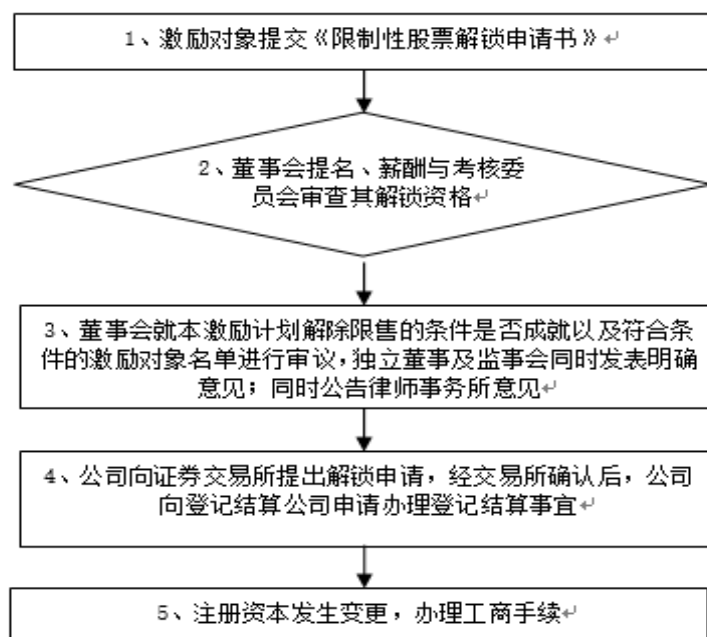 1、激励对象提交《限制性股票解锁申请书》↵
2、董事会提名、薪酬与考核委
员会审查其解锁资格↵
3、董事会就本激励计划解除限售的条件是否成就以及符合条
件的激励对象名单进行审议，独立董事及监事会同时发表明确
意见；同时公告律师事务所意见↵
4、公司向证券交易所提出解锁申请，经交易所确认后，公司
向登记结算公司申请办理登记结算事宜↵
5、注册资本发生变更，办理工商手续↵